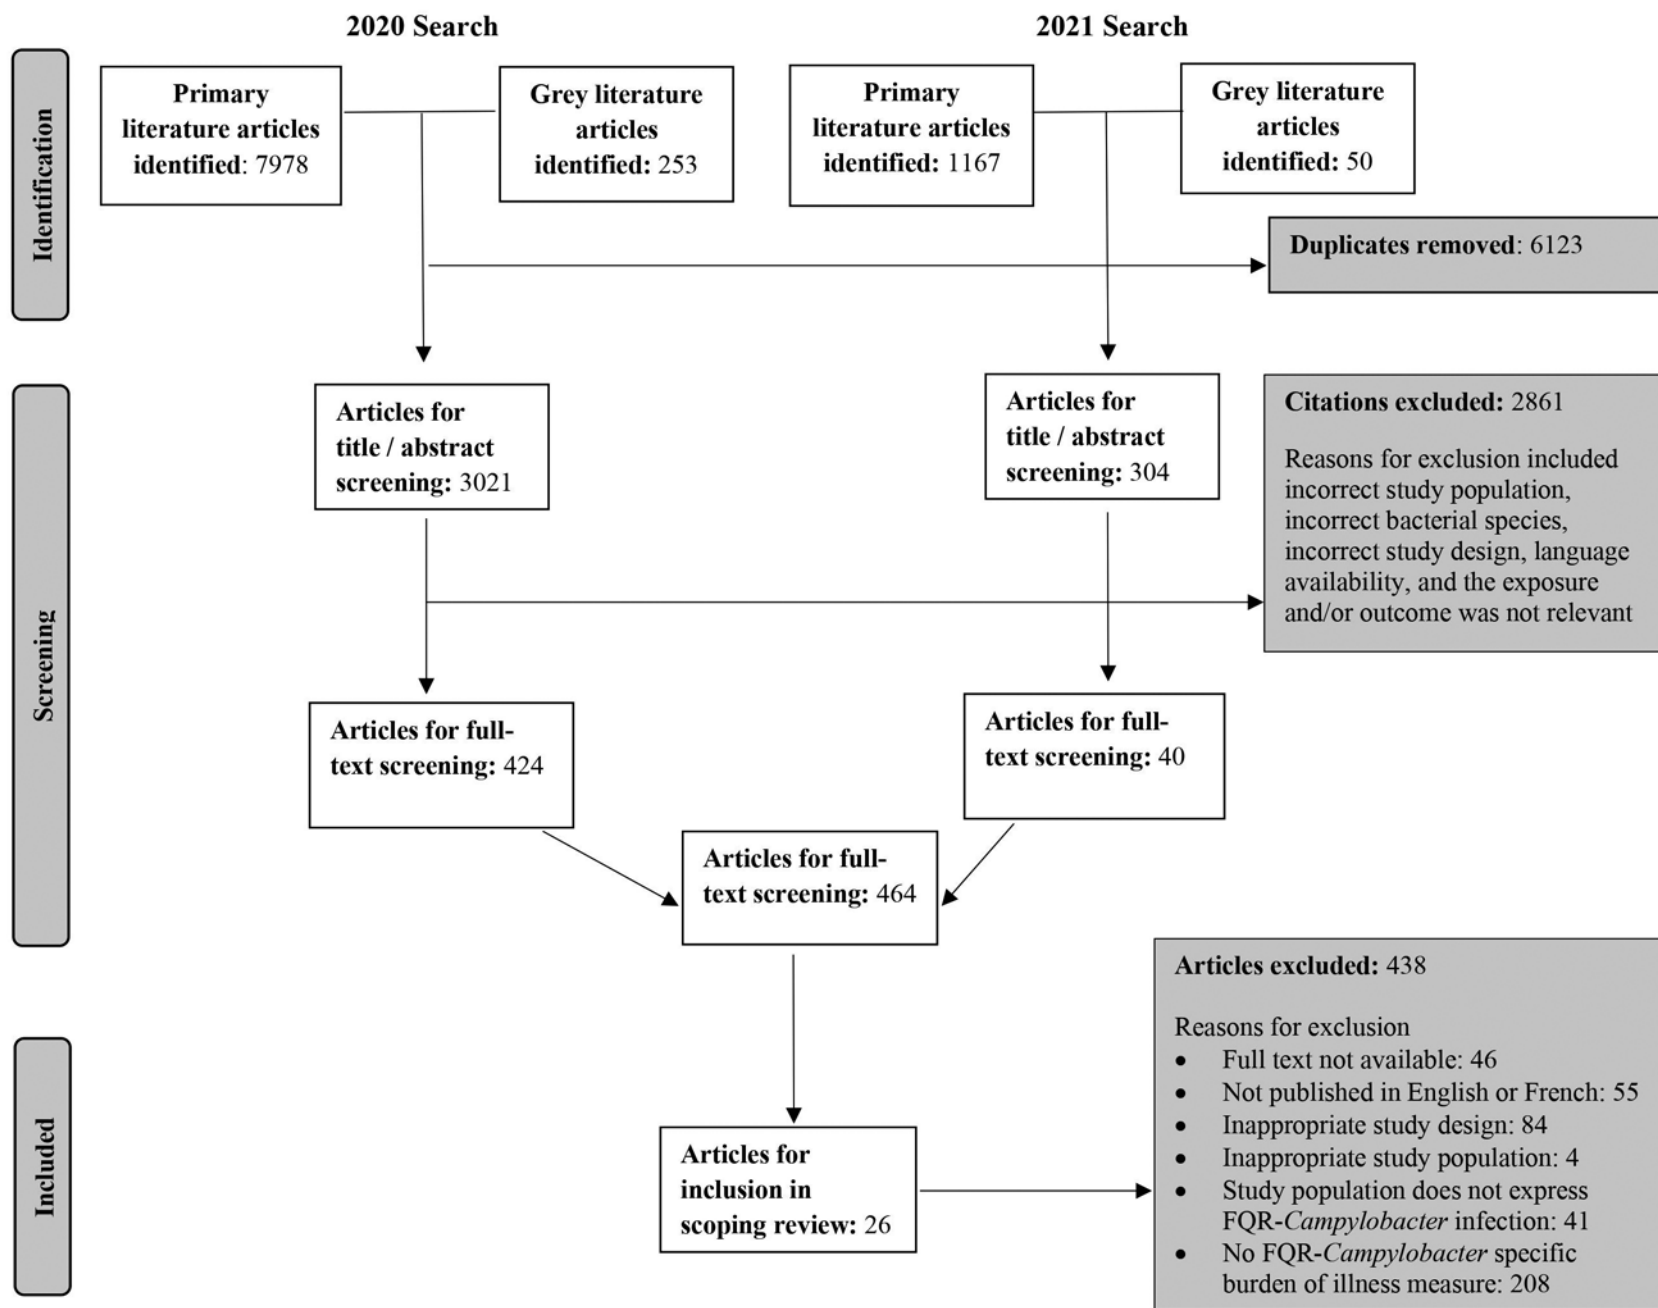 2020 Search
2021 Search
Identification
Primary
literature articles
identified: 7978
Grey literature
articles
identified: 253
Primary
literature articles
identified: 1167
Grey literature
articles
identified: 50
Duplicates removed: 6123
Screening
Articles for
title / abstract
screening: 3021
Articles for
title / abstract
screening: 304
Citations excluded: 2861
Reasons for exclusion included
incorrect study population,
incorrect bacterial species,
incorrect study design, language
availability, and the exposure
and/or outcome was not relevant
Articles for full-
text screening: 424
Articles for full-
text screening: 40
Articles for full-
text screening: 464
Included
Articles for
inclusion in
scoping review: 26
Articles excluded: 438
Reasons for exclusion
• Full text not available: 46
• Not published in English or French: 55
• Inappropriate study design: 84
• Inappropriate study population: 4
• Study population does not express
FQR-Campylobacter infection: 41
• No FQR-Campylobacter specific
burden of illness measure: 208